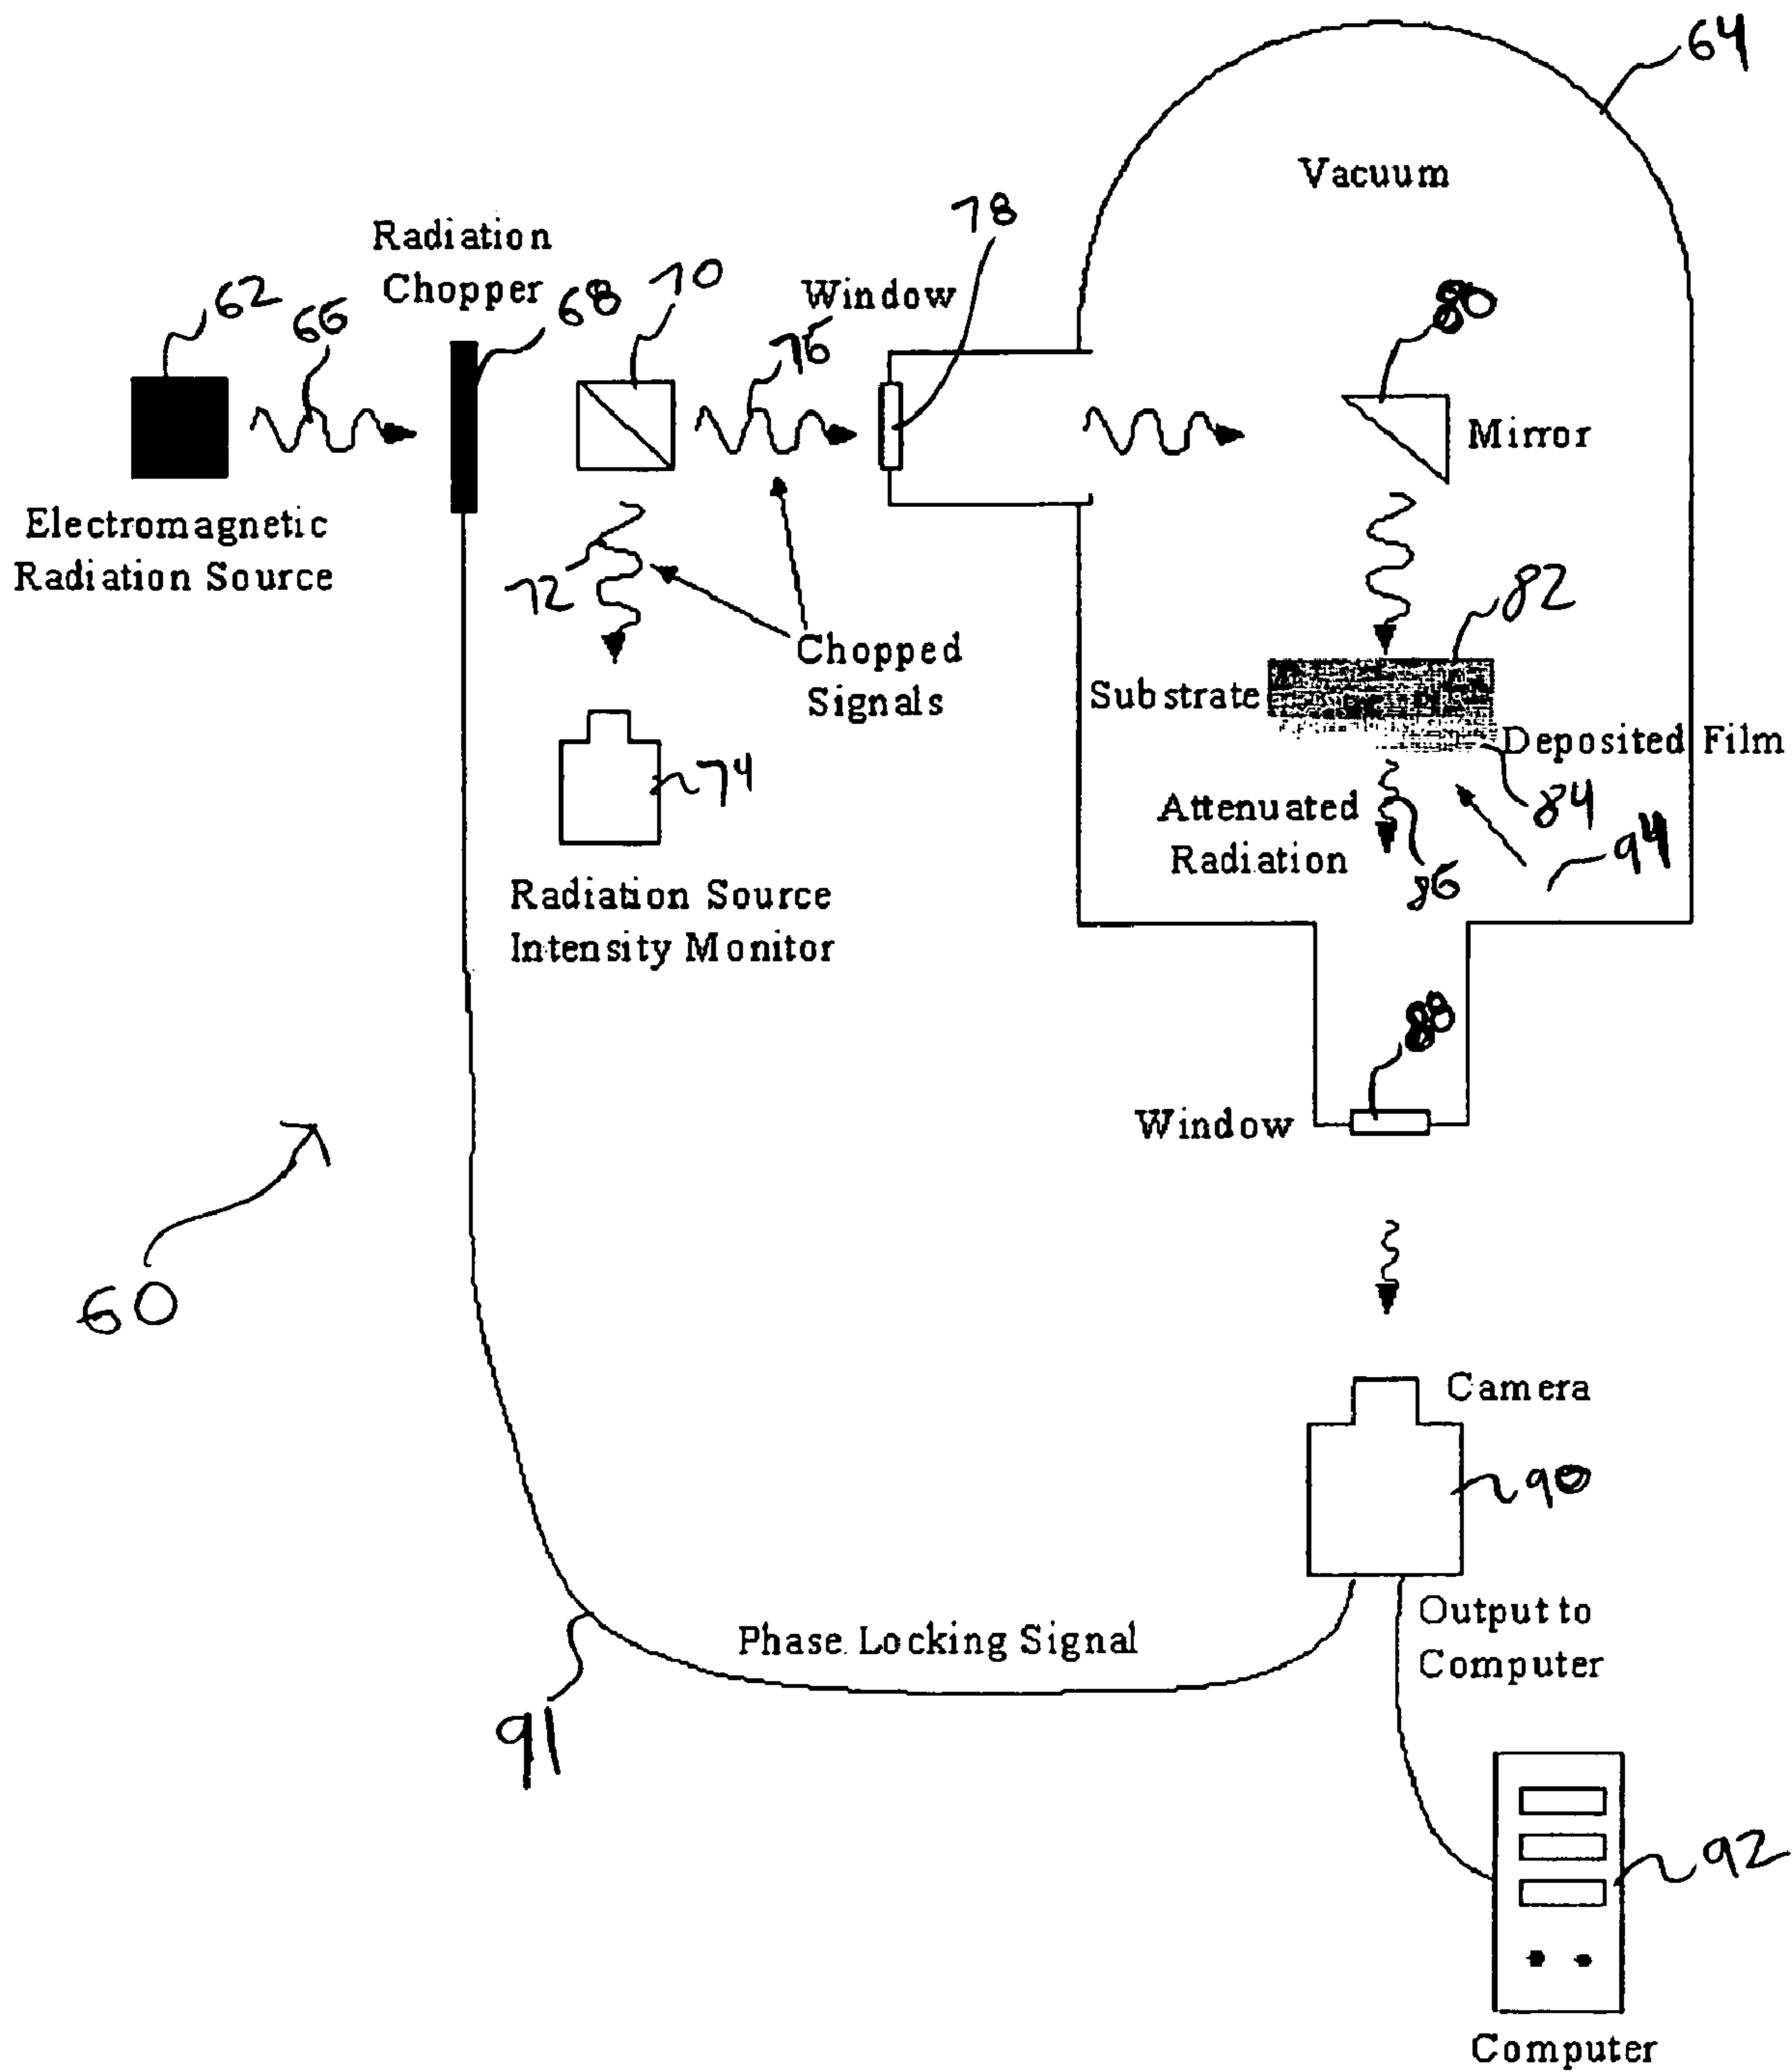 64
Vacuum
78
Radiation
Chopper
68
70
Window
62
66
76
80
Mirror
Electromagnetic
Radiation Source
72
82
Chopped
Signals
Substrate
Deposited Film
74
Attenuated
Radiation
84
94
86
Radiation Source
Intensity Monitor
88
Window
60
Camera
90
Output to
Computer
Phase Locking Signal
91
92
Computer